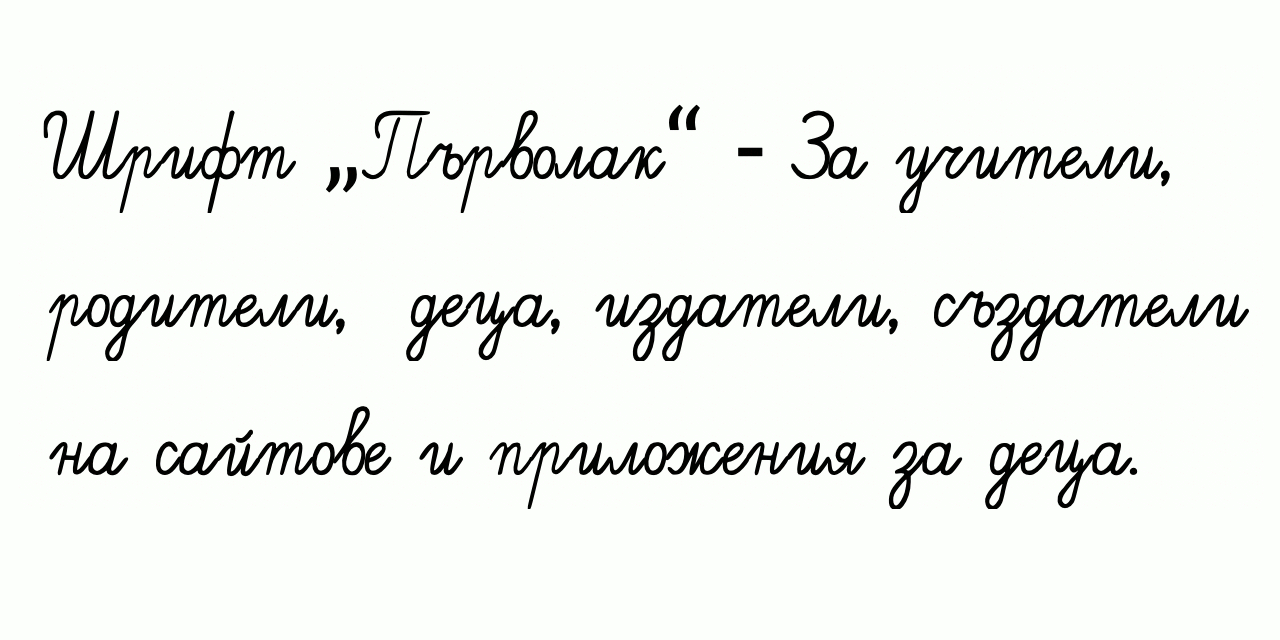 Шрифт „Първолак“ - За учители,
родители, деца, издатели, създатели
на сайтове и приложения за деца.